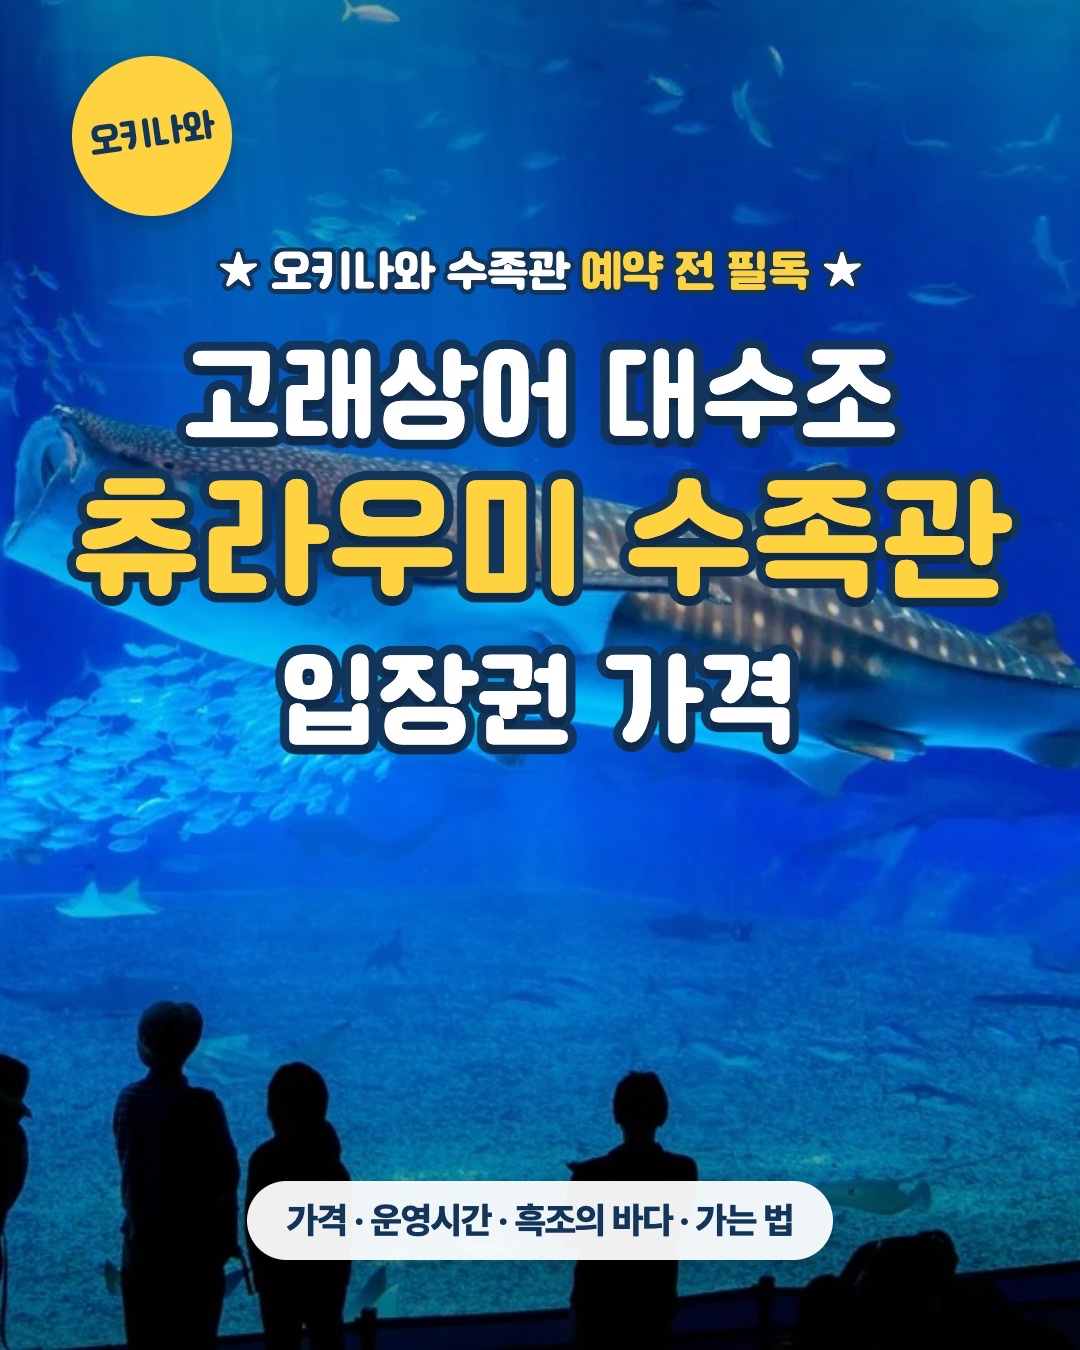 오키나와
★ 오키나와 수족관 예약 전 필독 ★
고래상어 대수조
츄라우미 수족관
입장권 가격
가격 · 운영시간 · 흑조의 바다 · 가는 법